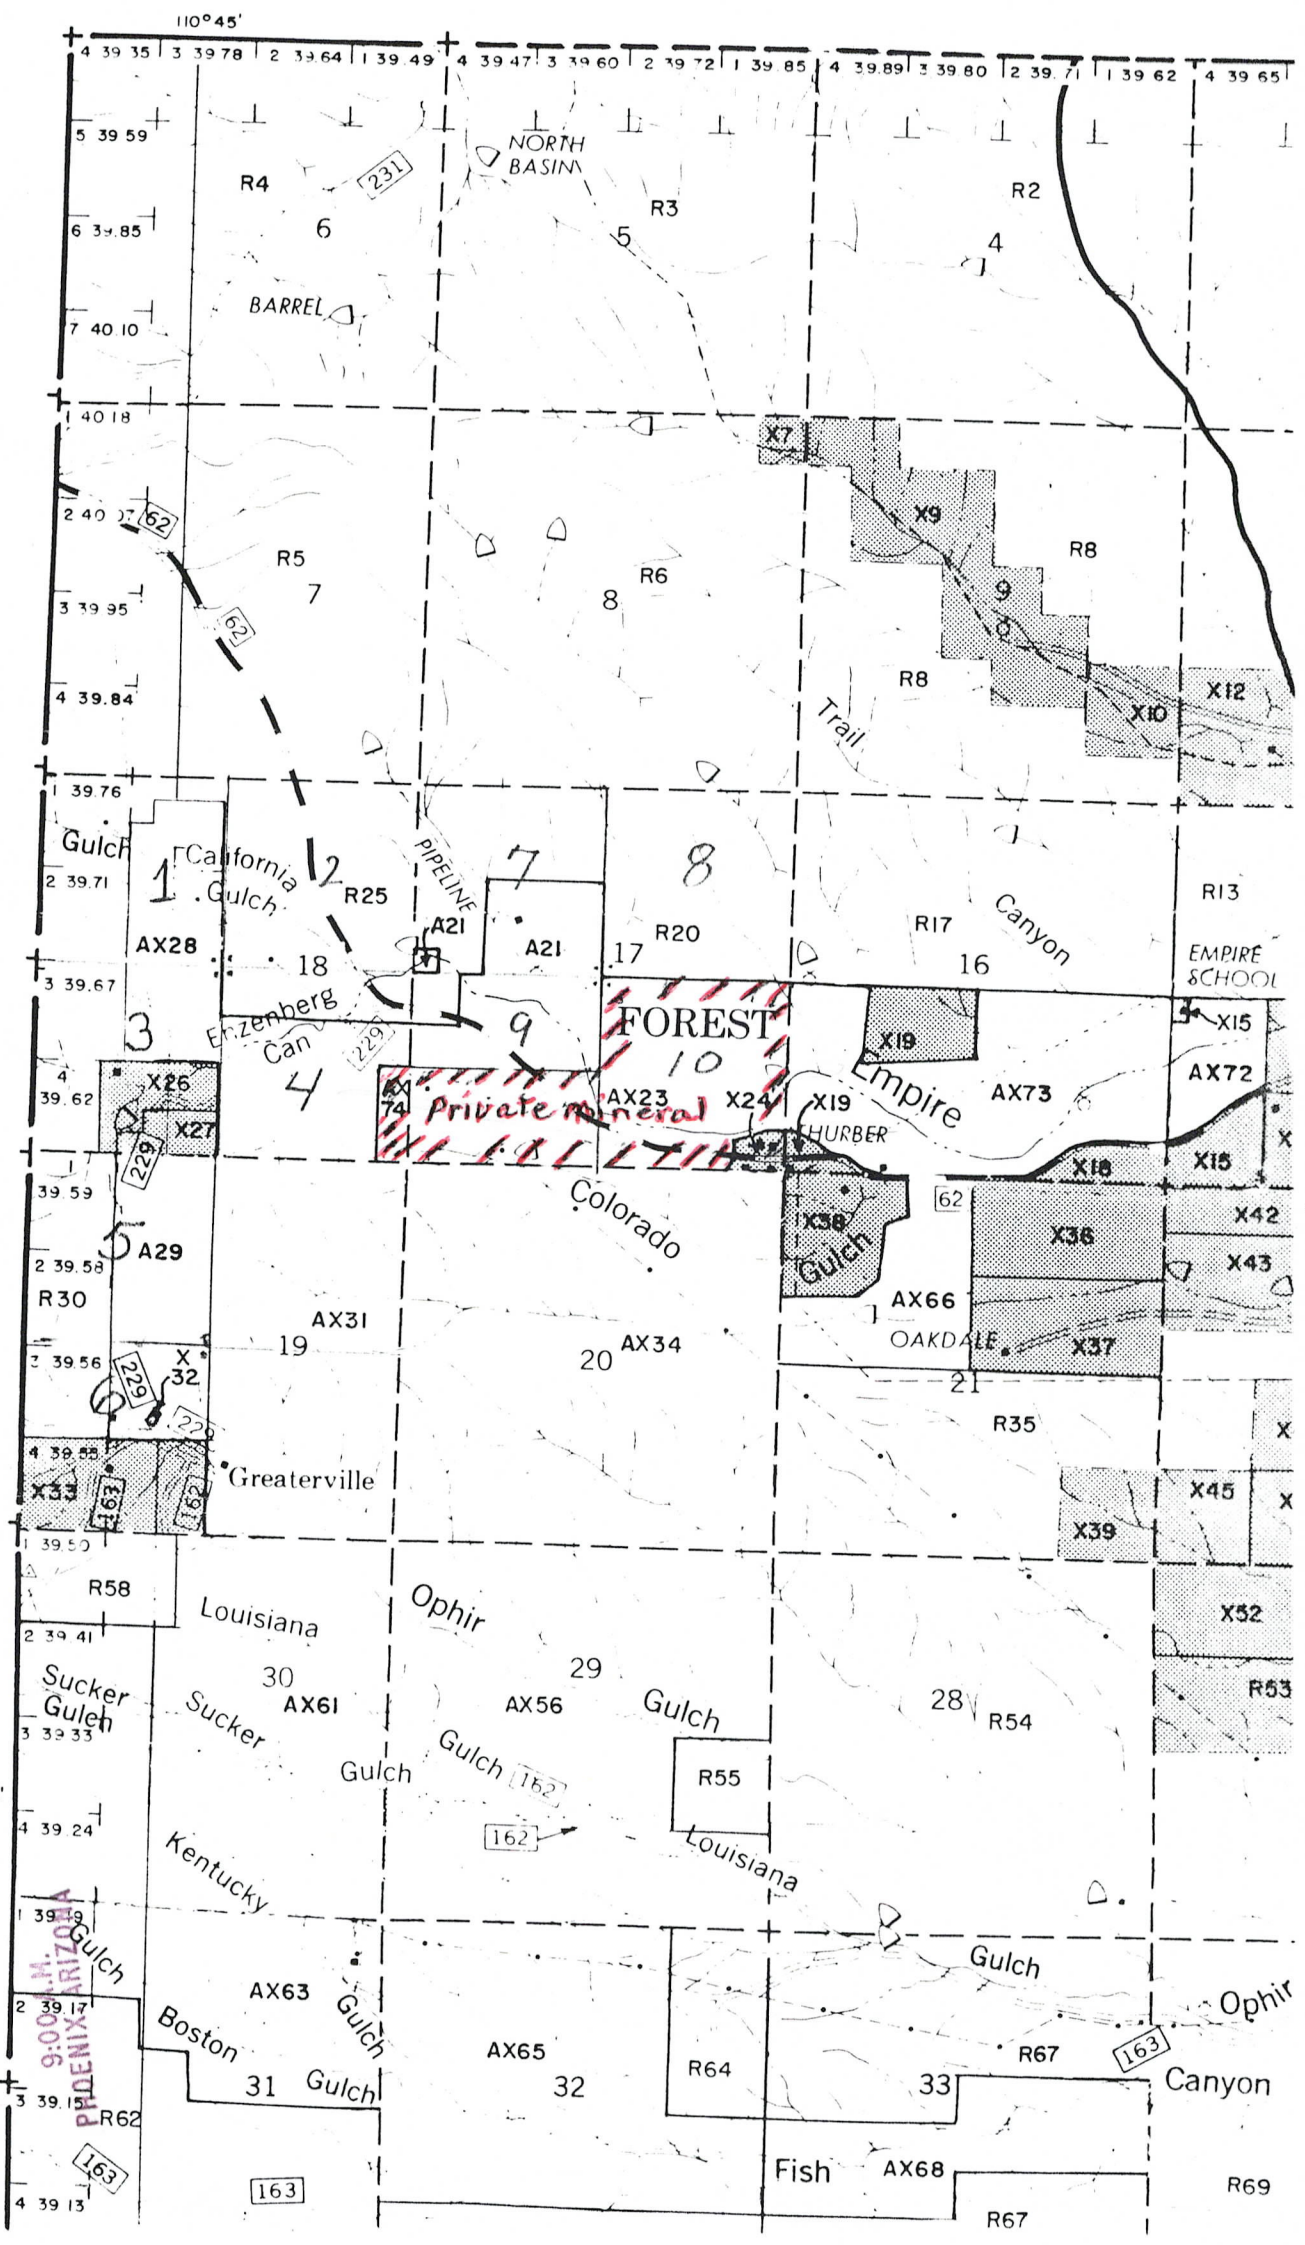 110°45'
4 39 35 3 39 78 2 39.64 1 39.49 4 39 47 3 39 60 2 39 72 1 39.85 4 39.89 3 39 80 2 39.71 1 39 62 4 39 65
5 39 59
NORTH
BASIN
R4
231
R3
R2
6 39.85
6
5
4
BARREL
7 40.10
1 40 18
X7
2 40 07
62
X9
R5
R6
R8
7
8
9
3 39 95
62
R8
4 39.84
X12
X10
Trail
1 39.76
Gulch
California
Gulch
1
2
PIPELINE
7
8
2 39.71
R25
R13
A21
A21
R20
R17
Canyon
AX28
17
18
16
EMPIRE
SCHOOL
3 39.67
Enzenberg
Can
229
3
9
FOREST
10
X19
X15
4
39.62
X26
4
AX
74
Private mineral
AX23
X24
X19
Empire
AX73
AX72
X27
HURBER
229
X
X18
X15
39.59
Colorado
62
X42
5
A29
X38
Gulch
X36
2 39.58
X43
R30
AX31
AX34
AX66
OAKDALE
X37
3 39.56
229
X
32
19
20
21
6
229
R35
X
4 39.55
Greaterville
X33
163
162
X45
X
X39
1 39.50
R58
Louisiana
Ophir
X52
2 39.41
Sucker
Gulch
30
29
28
R53
AX61
AX56
Gulch
R54
Sucker
3 39 33
Gulch
Gulch
162
R55
4 39.24
162
Kentucky
Louisiana
1 39 19
Gulch
9:00 A.M.
PHOENIX ARIZONA
Gulch
AX63
2 39.17
Boston
Gulch
Ophir
AX65
R64
R67
163
31
Gulch
32
33
Canyon
3 39.15
R62
163
163
Fish
AX68
R69
4 39 13
R67